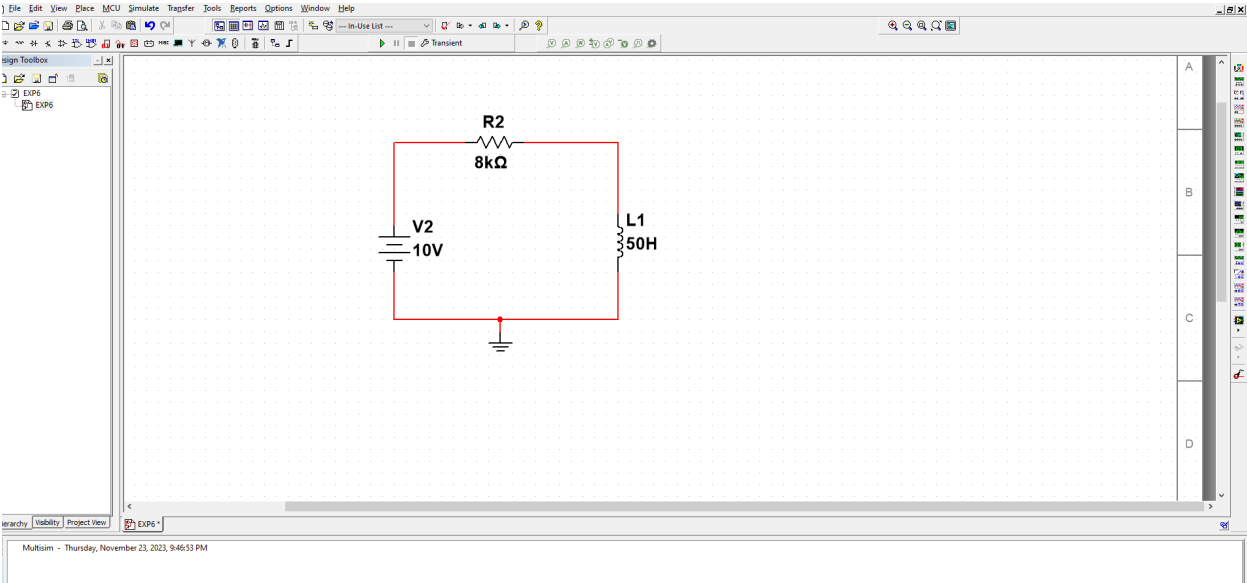 File Edit View Place MCU Simulate Transfer Tools Reports Options Window Help
--- In-Use List ---
Transient
esign Toolbox
EXP6
EXP6
A
R2
8kΩ
B
V2
10V
L1
50H
C
D
ierarchy Visibility Project View
EXP6 *
Multisim - Thursday, November 23, 2023, 9:46:53 PM